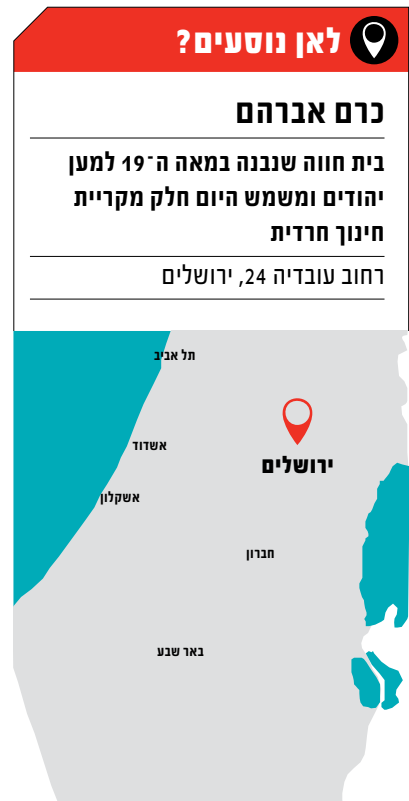 לאן נוסעים?
כרם אברהם
בית חווה שנבנה במאה ה־19 למען
יהודים ומשמש היום חלק מקריית
חינוך חרדית
רחוב עובדיה 24, ירושלים
תל אביב
אשדוד
ירושלים
אשקלון
חברון
באר שבע